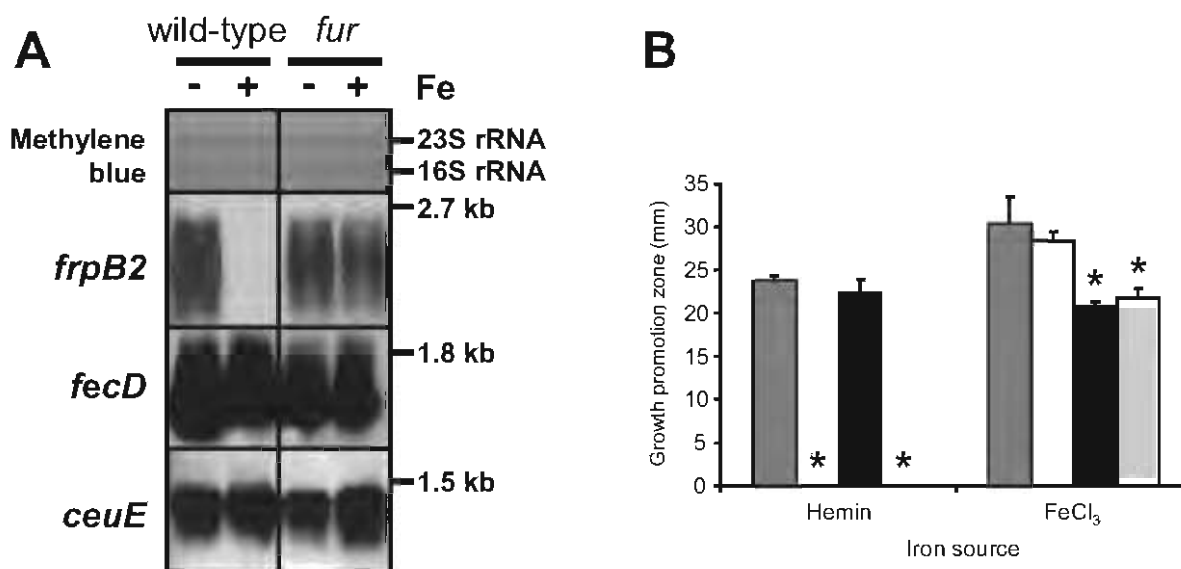 A
wild-type fur
- + - + Fe
Methylene blue
23S rRNA
16S rRNA
2.7 kb
frpB2
1.8 kb
fecD
1.5 kb
ceuE
B
Growth promotion zone (mm)
35
30
25
20
15
10
5
0
* * * *
Hemin FeCl₃
Iron source